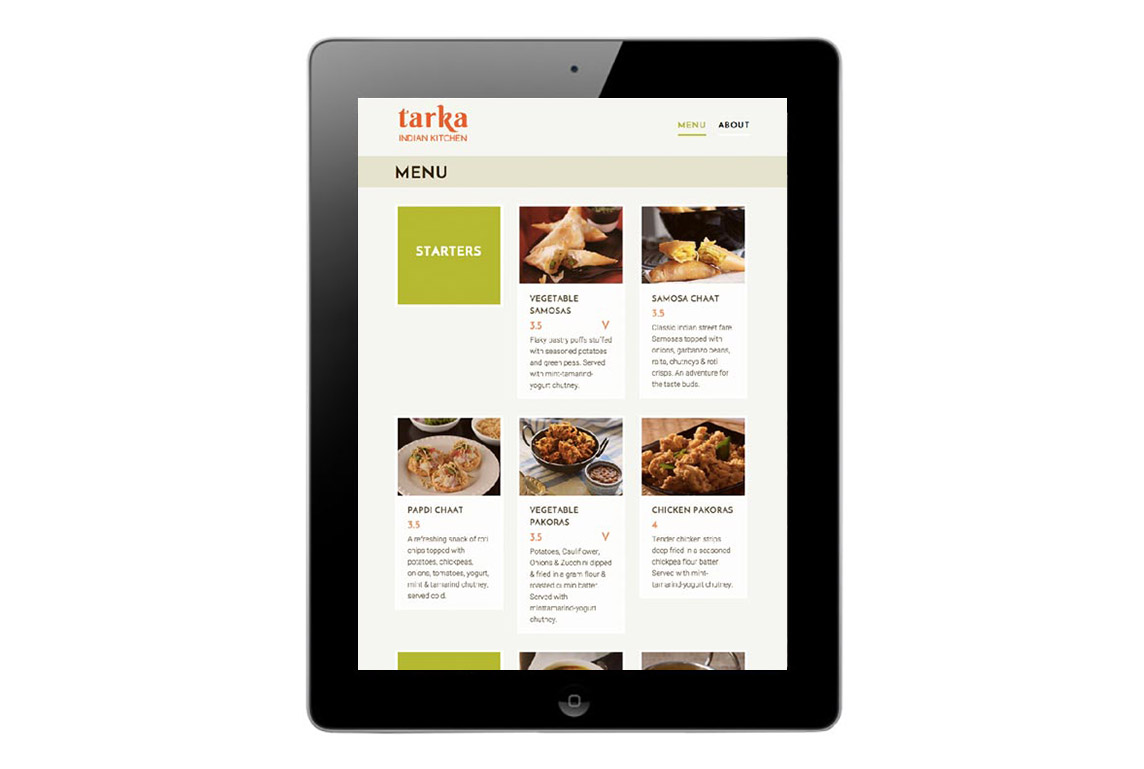 tarka
INDIAN KITCHEN
MENU
ABOUT
MENU
STARTERS
VEGETABLE
SAMOSAS
3.5 V
Flaky pastry puffs stuffed
with seasoned potatoes
and green peas. Served
with mint-tamarind-
yogurt chutney.
SAMOSA CHAAT
3.5
Classic Indian street fare.
Samosas topped with
onions, garbanzo beans,
raita, chutneys & roti
crisps. An adventure for
the taste buds.
PAPDI CHAAT
3.5
A refreshing snack of roti
chips topped with
potatoes, chickpeas,
onions, tomatoes, yogurt,
mint & tamarind chutney,
served cold.
VEGETABLE
PAKORAS
3.5 V
Potatoes, Cauliflower,
Onions & Zucchini dipped
& fried in a gram flour &
roasted cumin batter.
Served with
minttamarind-yogurt
chutney.
CHICKEN PAKORAS
4
Tender chicken strips
deep fried in a seasoned
chickpea flour batter
Served with mint-
tamarind-yogurt chutney.